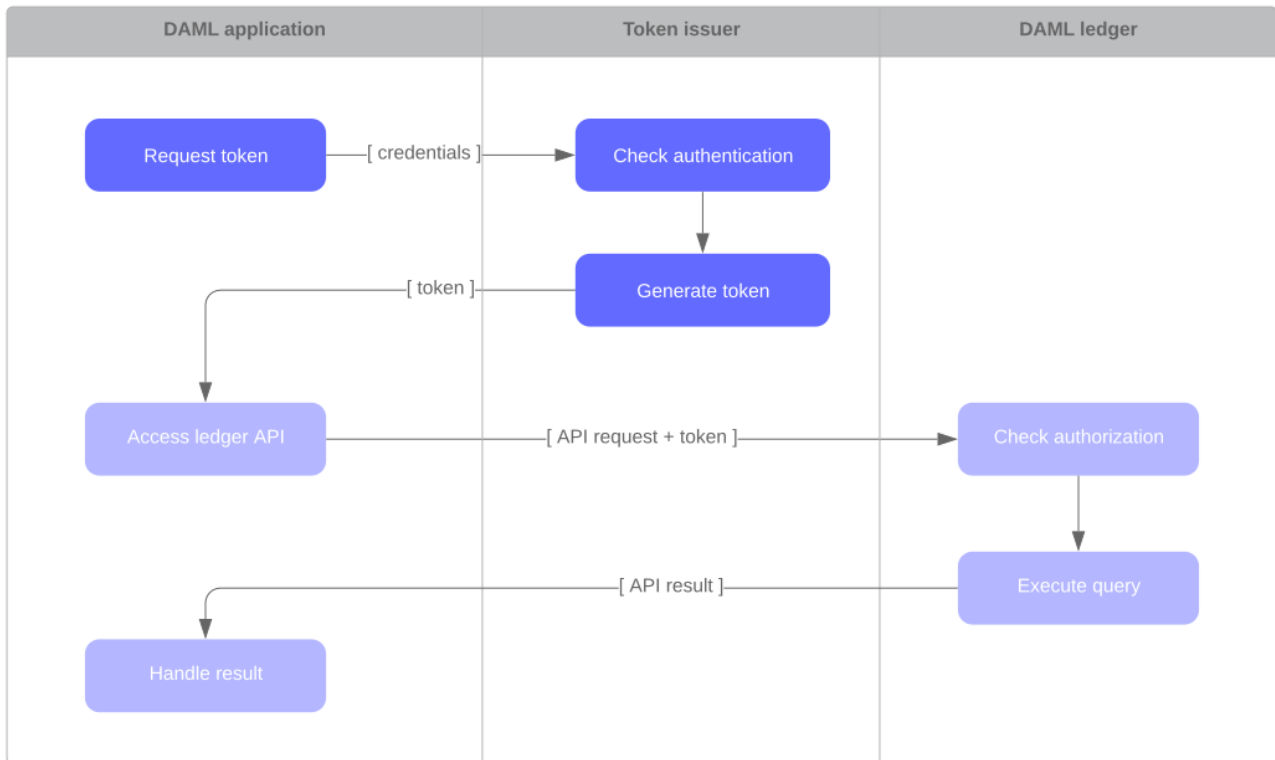 DAML application
Token issuer
DAML ledger
Request token
[ credentials ]
Check authentication
[ token ]
Generate token
Access ledger API
[ API request + token ]
Check authorization
[ API result ]
Execute query
Handle result